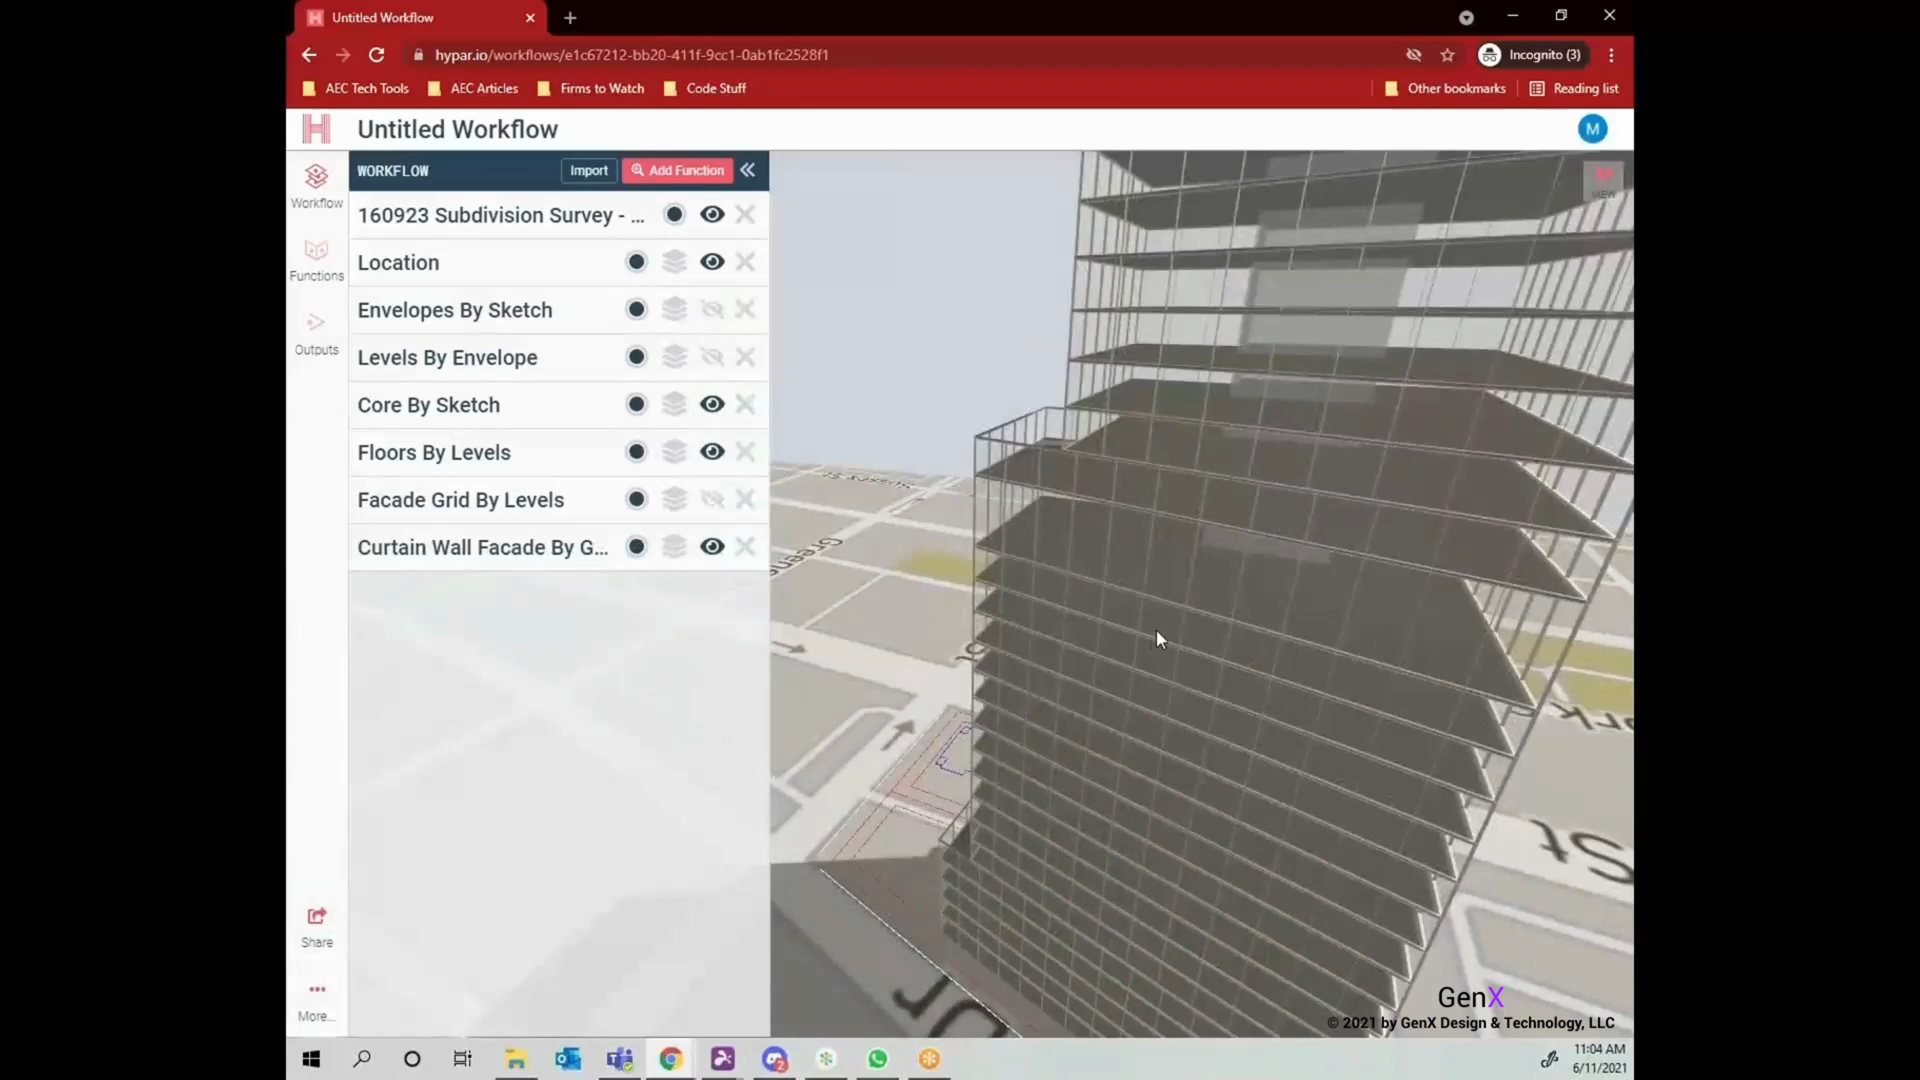 Untitled Workflow
hypar.io/workflows/e1c67212-bb20-411f-9cc1-0ab1fc2528f1
Incognito (3)
AEC Tech Tools
AEC Articles
Firms to Watch
Code Stuff
Other bookmarks
Reading list
Untitled Workflow
M
WORKFLOW
Import
Add Function
VIEW
Workflow
Functions
Outputs
160923 Subdivision Survey - ...
Location
Envelopes By Sketch
Levels By Envelope
Core By Sketch
Floors By Levels
Facade Grid By Levels
Curtain Wall Facade By G...
St
Share
More...
GenX
© 2021 by GenX Design & Technology, LLC
2
11:04 AM
6/11/2021